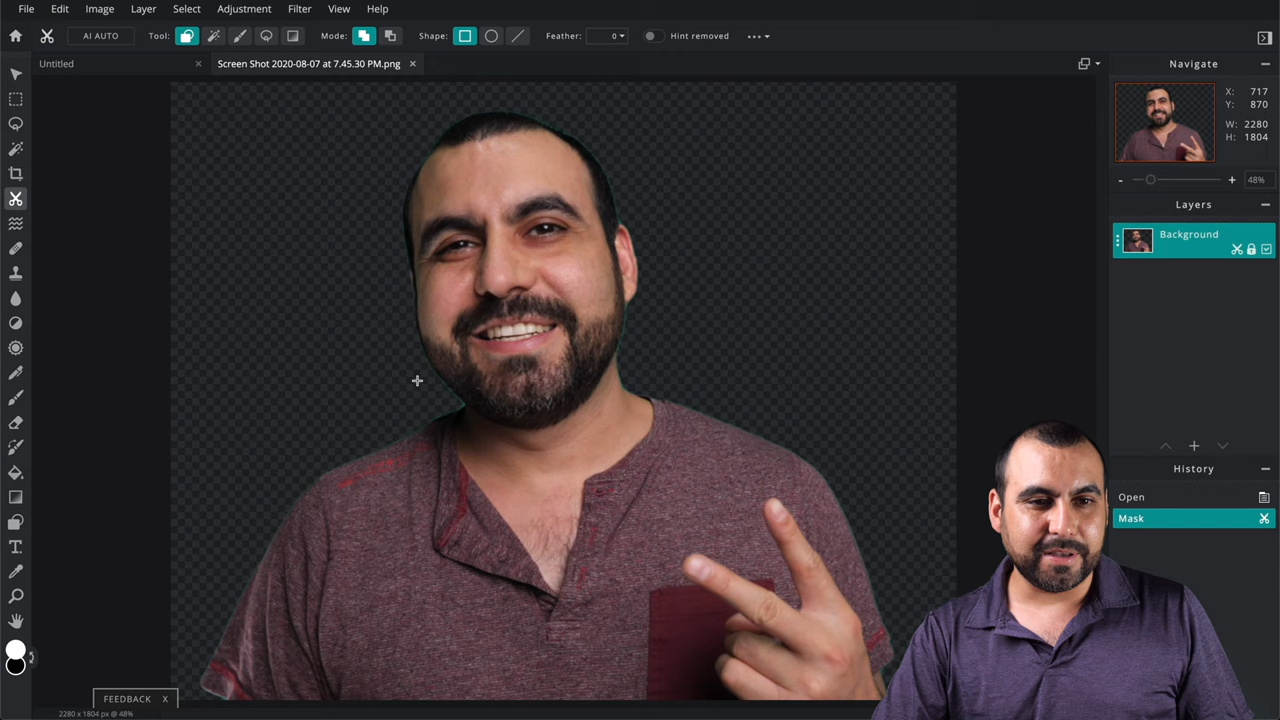 File Edit Image Layer Select Adjustment Filter View Help
AI AUTO Tool: Mode: Shape: Feather: 0 Hint removed
Untitled Screen Shot 2020-08-07 at 7.45.30 PM.png
Navigate
X: 717
Y: 870
W: 2280
H: 1804
- + 48%
Layers
Background
History
Open
Mask
FEEDBACK X
2280 x 1804 px @ 48%